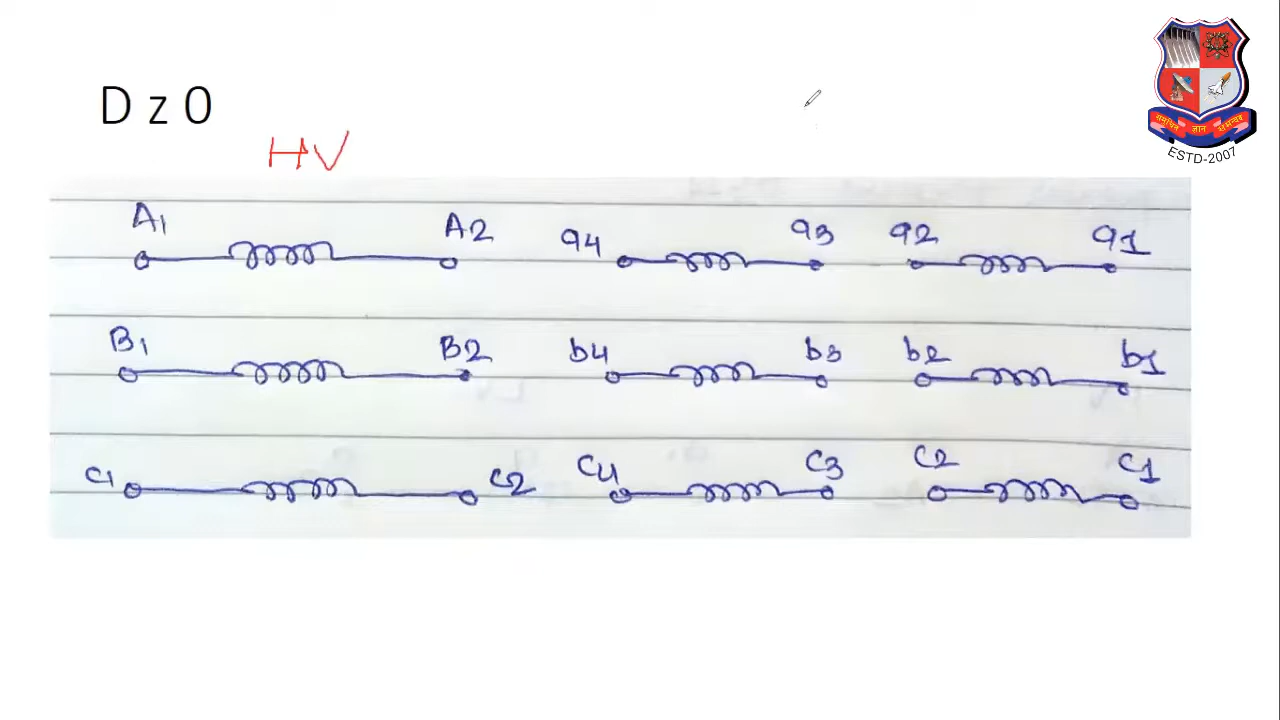 D z 0
HV
A1 A2 a4 a3 a2 a1
B1 B2 b4 b3 b2 b1
C1 C2 C4 C3 C2 C1
ESTD-2007